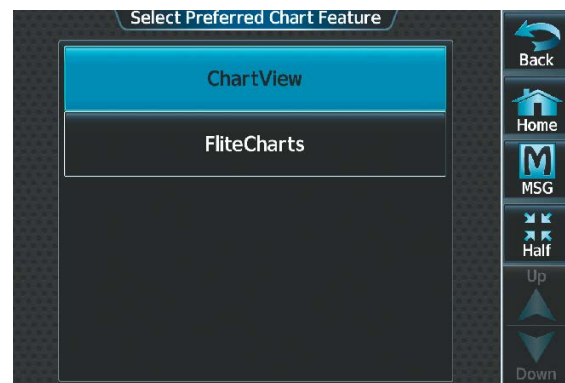 Select Preferred Chart Feature
ChartView
FliteCharts
Back
Home
M
MSG
Half
Up
Down